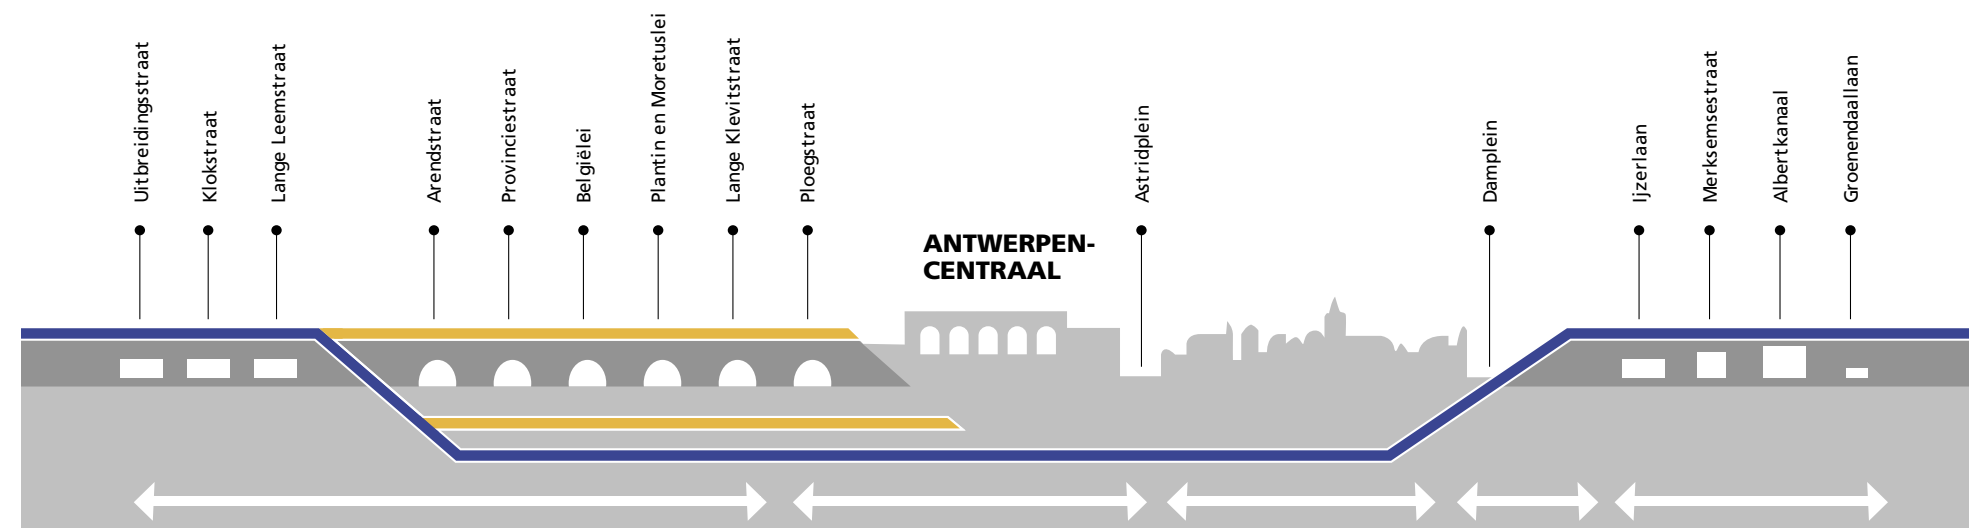 Uitbreidingsstraat
Klokstraat
Lange Leemstraat
Arendstraat
Provinciestraat
Belgiëlei
Plantin en Moretuslei
Lange Klevitstraat
Ploegstraat
ANTWERPEN-
CENTRAAL
Astridplein
Damplein
Ijzerlaan
Merksemsestraat
Albertkanaal
Groenendaallaan